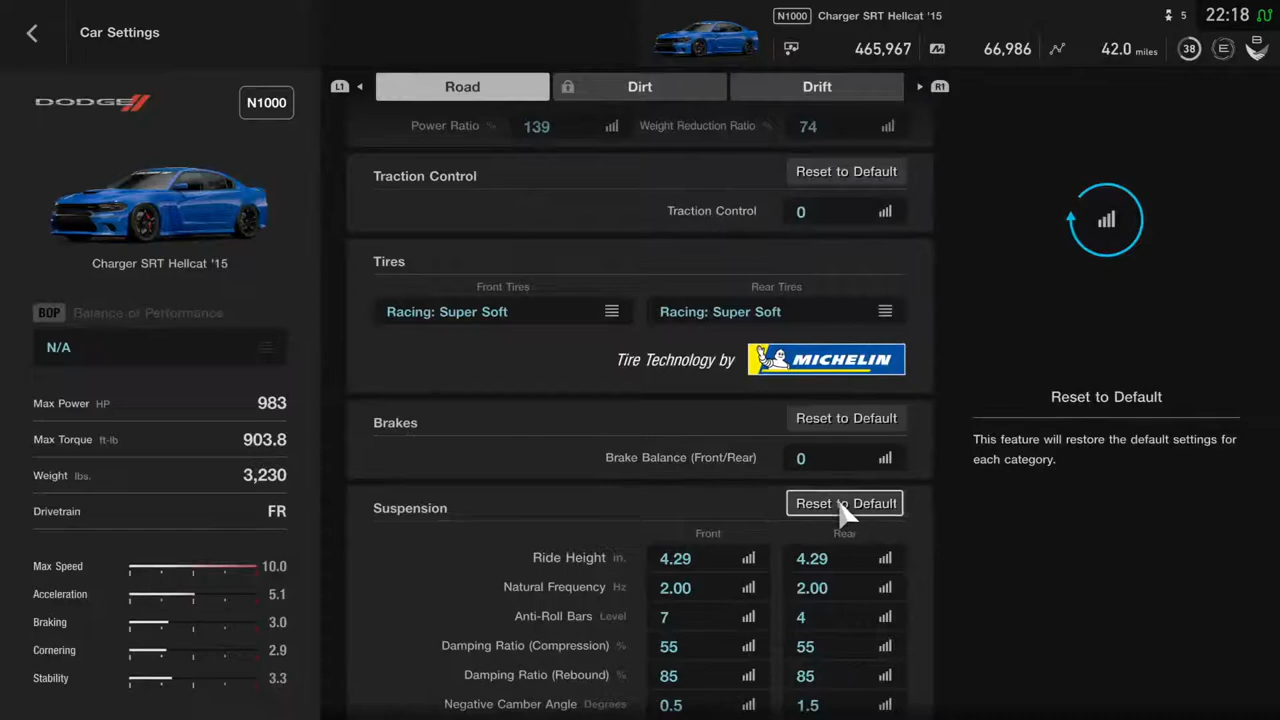 Car Settings
N1000 Charger SRT Hellcat '15
5
22:18
465,967
66,986
42.0 miles
38
E
B
DODGE
N1000
Charger SRT Hellcat '15
BOP Balance of Performance
N/A
Max Power HP 983
Max Torque ft-lb 903.8
Weight lbs. 3,230
Drivetrain FR
Max Speed 10.0
Acceleration 5.1
Braking 3.0
Cornering 2.9
Stability 3.3
L1 Road Dirt Drift R1
Power Ratio % 139 Weight Reduction Ratio % 74
Traction Control Reset to Default
Traction Control 0
Tires
Front Tires Rear Tires
Racing: Super Soft Racing: Super Soft
Tire Technology by MICHELIN
Brakes Reset to Default
Brake Balance (Front/Rear) 0
Suspension Reset to Default
Front Rear
Ride Height in. 4.29 4.29
Natural Frequency Hz 2.00 2.00
Anti-Roll Bars Level 7 4
Damping Ratio (Compression) % 55 55
Damping Ratio (Rebound) % 85 85
Negative Camber Angle Degrees 0.5 1.5
Reset to Default
This feature will restore the default settings for
each category.